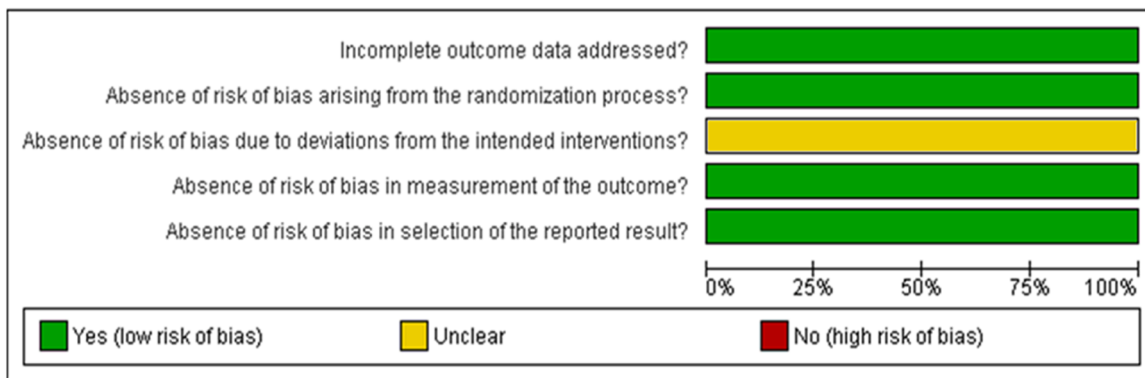 Incomplete outcome data addressed?
Absence of risk of bias arising from the randomization process?
Absence of risk of bias due to deviations from the intended interventions?
Absence of risk of bias in measurement of the outcome?
Absence of risk of bias in selection of the reported result?
0% 25% 50% 75% 100%
Yes (low risk of bias) Unclear No (high risk of bias)